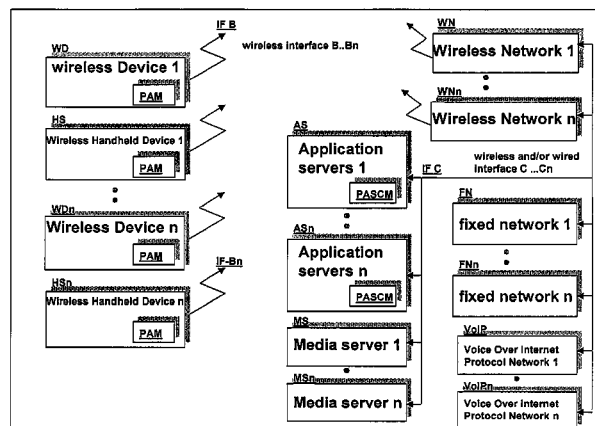 IF B
wireless interface B..Bn
WD
wireless Device 1
PAM
HS
Wireless Handheld Device 1
PAM
WDn
Wireless Device n
PAM
IF-Bn
HSn
Wireless Handheld Device n
PAM
AS
Application
servers 1
PASCM
ASn
Application
servers n
PASCM
MS
Media server 1
MSn
Media server n
WN
Wireless Network 1
WNn
Wireless Network n
IF C
wireless and/or wired
interface C ...Cn
FN
fixed network 1
FNn
fixed network n
VoIP
Voice Over Internet
Protocol Network 1
VoIPn
Voice Over Internet
Protocol Network n